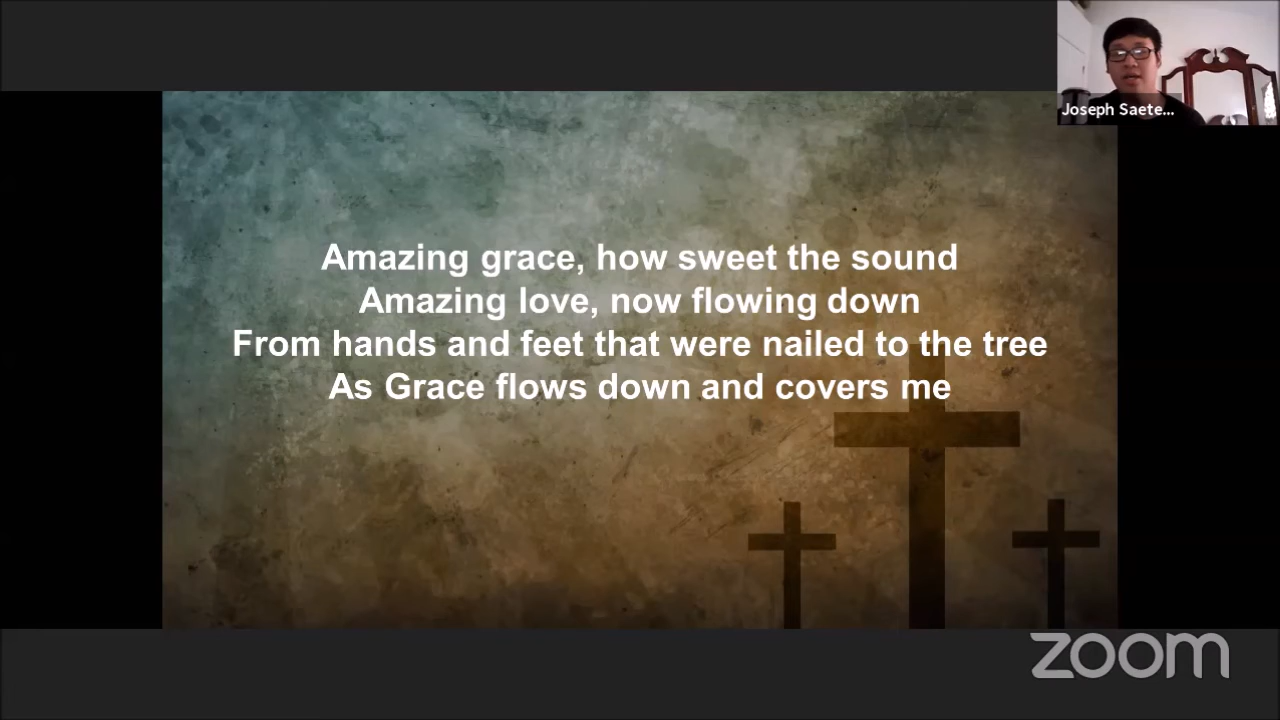 Joseph Saete...
Amazing grace, how sweet the sound
Amazing love, now flowing down
From hands and feet that were nailed to the tree
As Grace flows down and covers me
zoom